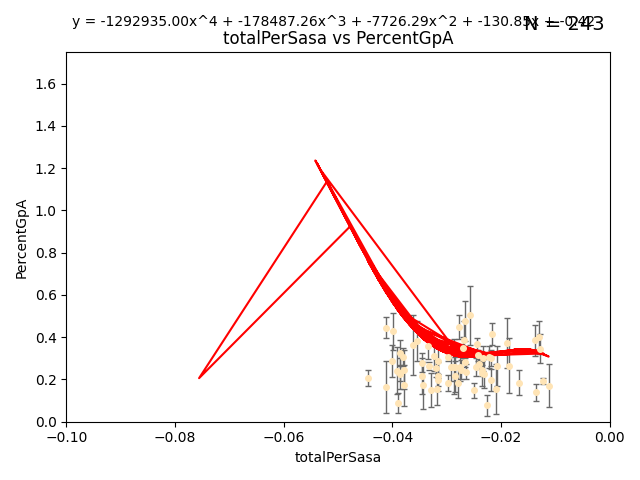 y = -1292935.00x^4 + -178487.26x^3 + -7726.29x^2 + -130.85x + -0.42
N = 243
totalPerSasa vs PercentGpA
1.6
1.4
1.2
1.0
0.8
0.6
0.4
0.2
0.0
PercentGpA
−0.10 −0.08 −0.06 −0.04 −0.02 0.00
totalPerSasa